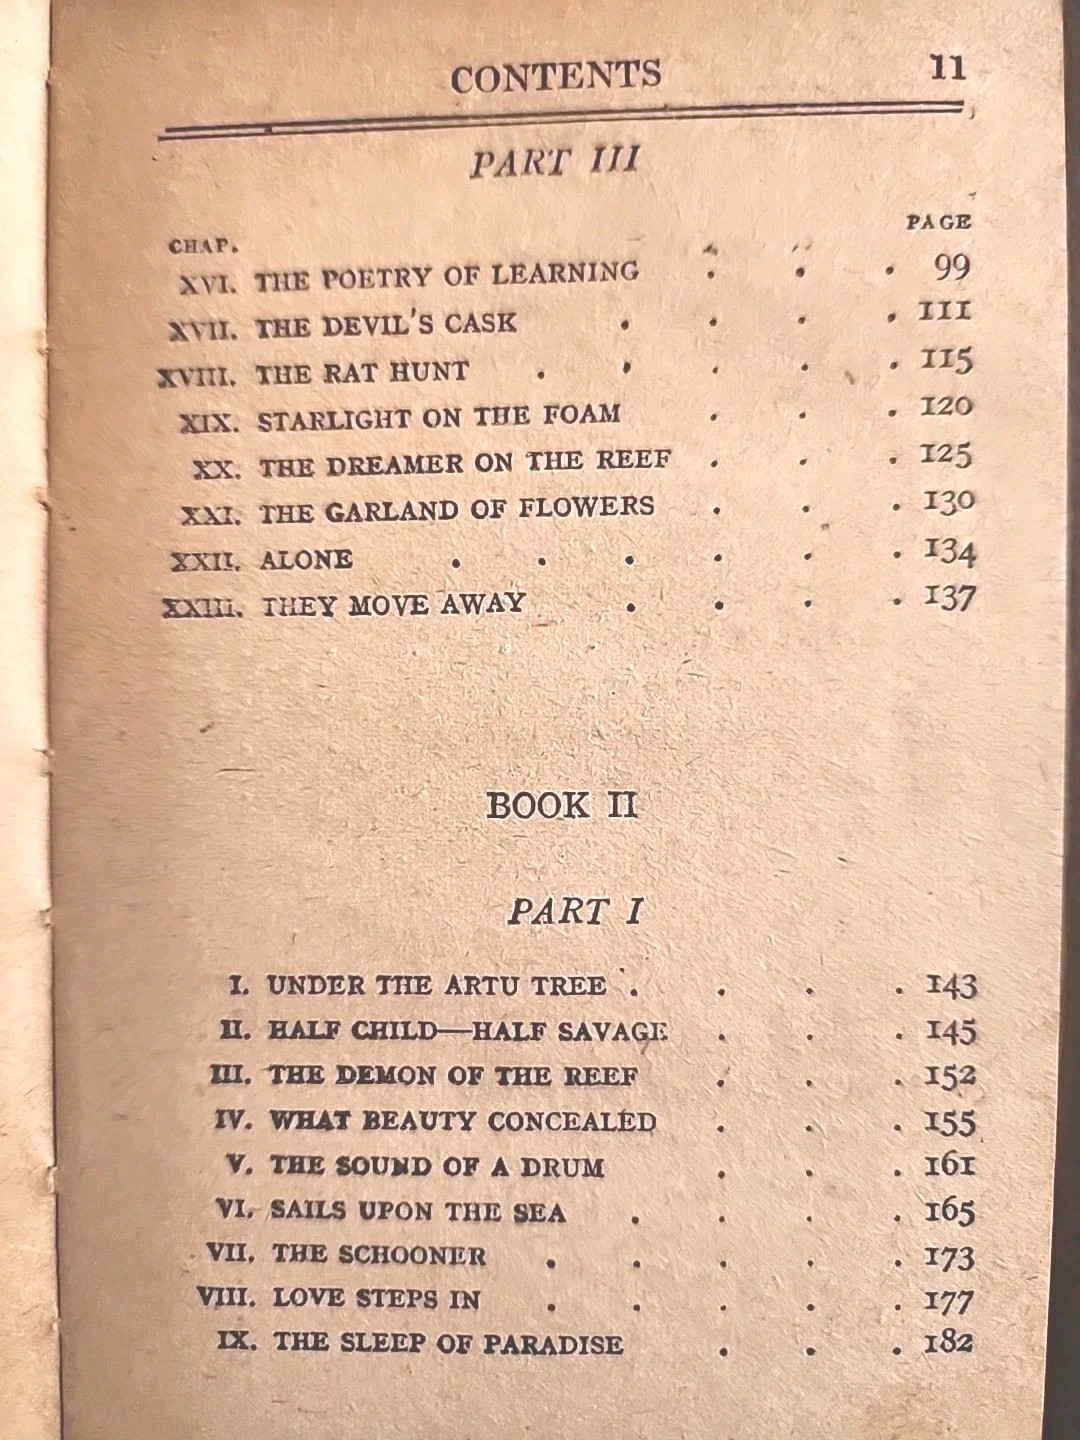 CONTENTS 11
PART III
CHAP. PAGE
XVI. THE POETRY OF LEARNING . . . 99
XVII. THE DEVIL'S CASK . . . . 111
XVIII. THE RAT HUNT . . . . . 115
XIX. STARLIGHT ON THE FOAM . . . 120
XX. THE DREAMER ON THE REEF . . . 125
XXI. THE GARLAND OF FLOWERS . . . 130
XXII. ALONE . . . . . . 134
XXIII. THEY MOVE AWAY . . . . 137
BOOK II
PART I
I. UNDER THE ARTU TREE . . . . 143
II. HALF CHILD—HALF SAVAGE . . . 145
III. THE DEMON OF THE REEF . . . 152
IV. WHAT BEAUTY CONCEALED . . . 155
V. THE SOUND OF A DRUM . . . 161
VI. SAILS UPON THE SEA . . . . 165
VII. THE SCHOONER . . . . . 173
VIII. LOVE STEPS IN . . . . . 177
IX. THE SLEEP OF PARADISE . . . 182